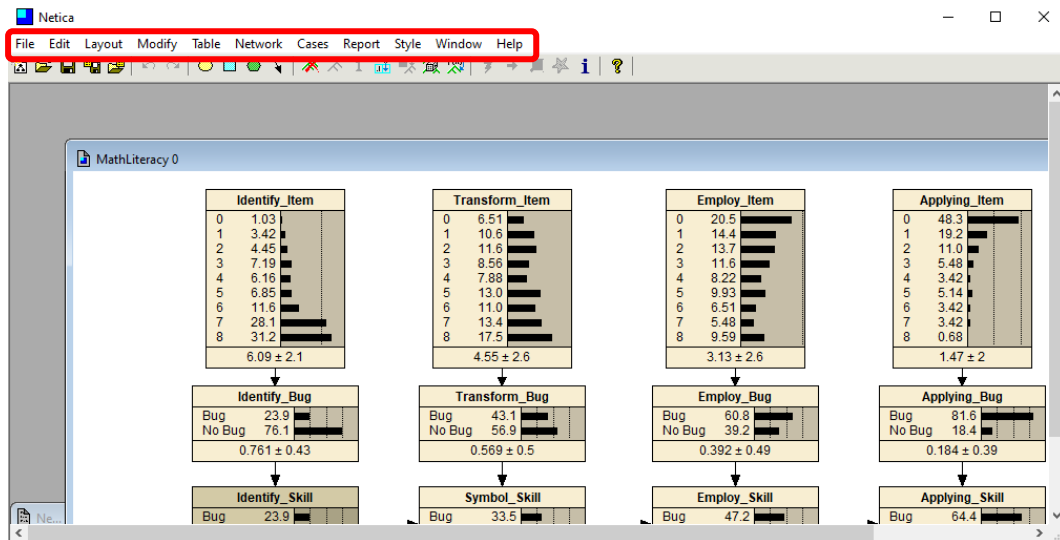 Netica
File Edit Layout Modify Table Network Cases Report Style Window Help
MathLiteracy 0
Identify_Item
0 1.03
1 3.42
2 4.45
3 7.19
4 6.16
5 6.85
6 11.6
7 28.1
8 31.2
6.09 ± 2.1
Transform_Item
0 6.51
1 10.6
2 11.6
3 8.56
4 7.88
5 13.0
6 11.0
7 13.4
8 17.5
4.55 ± 2.6
Employ_Item
0 20.5
1 14.4
2 13.7
3 11.6
4 8.22
5 9.93
6 6.51
7 5.48
8 9.59
3.13 ± 2.6
Applying_Item
0 48.3
1 19.2
2 11.0
3 5.48
4 3.42
5 5.14
6 3.42
7 3.42
8 0.68
1.47 ± 2
Identify_Bug
Bug 23.9
No Bug 76.1
0.761 ± 0.43
Transform_Bug
Bug 43.1
No Bug 56.9
0.569 ± 0.5
Employ_Bug
Bug 60.8
No Bug 39.2
0.392 ± 0.49
Applying_Bug
Bug 81.6
No Bug 18.4
0.184 ± 0.39
Identify_Skill
Bug 23.9
Symbol_Skill
Bug 33.5
Employ_Skill
Bug 47.2
Applying_Skill
Bug 64.4
Ne...